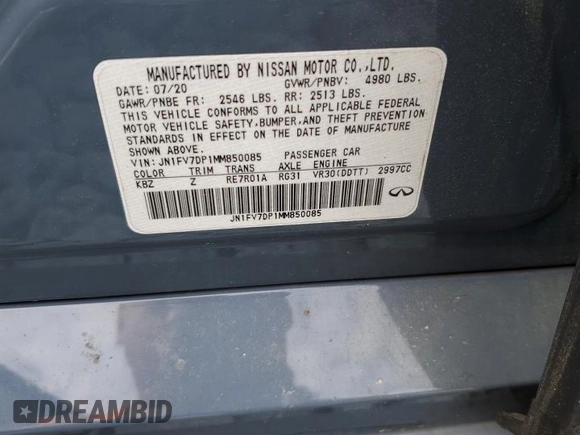 MANUFACTURED BY NISSAN MOTOR CO.,LTD.
DATE: 07/20 GVWR/PNBV: 4980 LBS.
GAWR/PNBE FR: 2546 LBS. RR: 2513 LBS.
THIS VEHICLE CONFORMS TO ALL APPLICABLE FEDERAL
MOTOR VEHICLE SAFETY, BUMPER, AND THEFT PREVENTION
STANDARDS IN EFFECT ON THE DATE OF MANUFACTURE
SHOWN ABOVE.
VIN: JN1FV7DP1MM850085 PASSENGER CAR
COLOR TRIM TRANS AXLE ENGINE
KBZ Z RE7R01A RG31 VR30(DDTT) 2997CC
JN1FV7DP1MM850085
DREAMBID